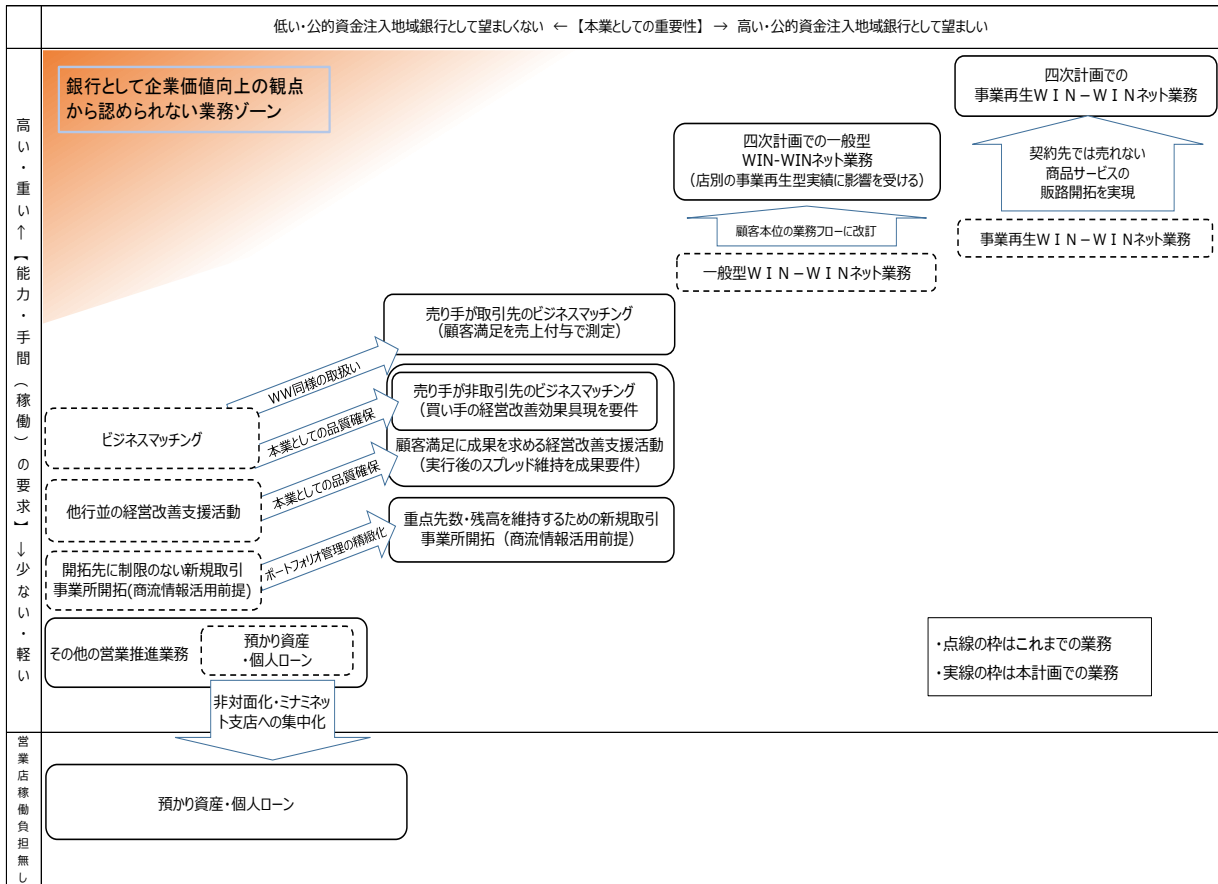 低い・公的資金注入地域銀行として望ましくない ← 【本業としての重要性】 → 高い・公的資金注入地域銀行として望ましい
高い・重い↑【能力・手間（稼働）の要求】↓少ない・軽い
銀行として企業価値向上の観点
から認められない業務ゾーン
四次計画での
事業再生ＷＩＮ－ＷＩＮネット業務
四次計画での一般型
WIN-WINネット業務
（店別の事業再生型実績に影響を受ける）
契約先では売れない
商品サービスの
販路開拓を実現
顧客本位の業務フローに改訂
事業再生ＷＩＮ－ＷＩＮネット業務
一般型ＷＩＮ－ＷＩＮネット業務
売り手が取引先のビジネスマッチング
（顧客満足を売上付与で測定）
WW同様の取扱い
売り手が非取引先のビジネスマッチング
（買い手の経営改善効果具現を要件
ビジネスマッチング
本業としての品質確保
顧客満足に成果を求める経営改善支援活動
（実行後のスプレッド維持を成果要件）
他行並の経営改善支援活動
本業としての品質確保
重点先数・残高を維持するための新規取引
事業所開拓（商流情報活用前提）
開拓先に制限のない新規取引
事業所開拓(商流情報活用前提)
ポートフォリオ管理の精緻化
その他の営業推進業務
預かり資産
・個人ローン
・点線の枠はこれまでの業務
・実線の枠は本計画での業務
非対面化・ミナミネッ
ト支店への集中化
営業店稼働負担無し
預かり資産・個人ローン